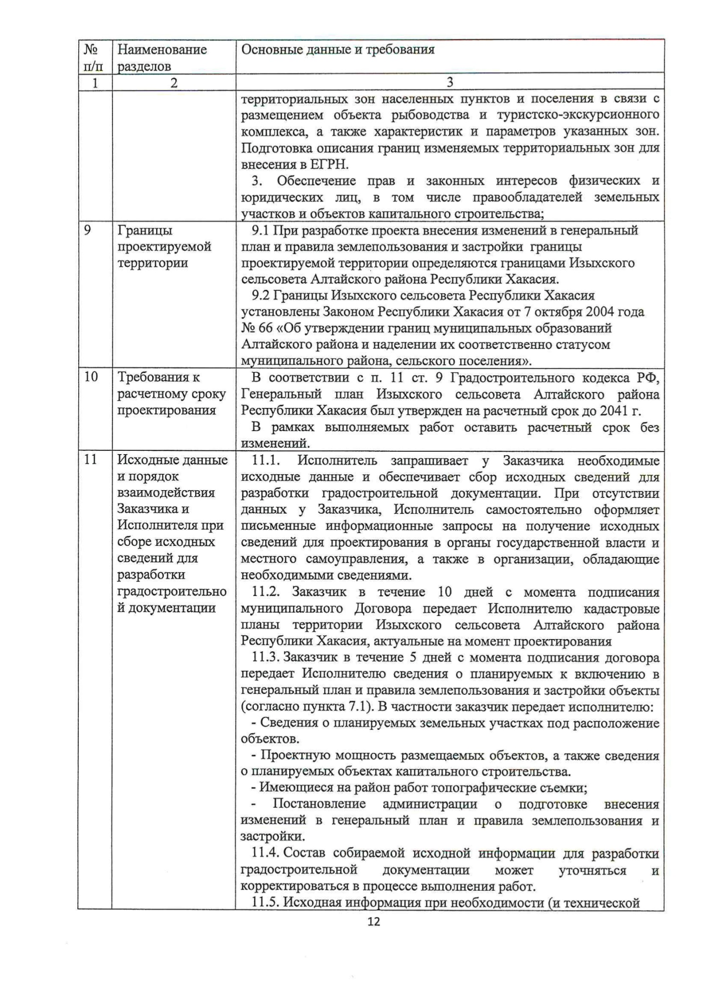 № Наименование Основные данные и требования
п/п разделов
1 2 3
территориальных зон населенных пунктов и поселения в связи с
размещением объекта рыбоводства и туристско-экскурсионного
комплекса, а также характеристик и параметров указанных зон.
Подготовка описания границ изменяемых территориальных зон для
внесения в ЕГРН.
3. Обеспечение прав и законных интересов физических и
юридических лиц, в том числе правообладателей земельных
участков и объектов капитального строительства;
9
Границы
проектируемой
территории
9.1 При разработке проекта внесения изменений в генеральный
план и правила землепользования и застройки границы
проектируемой территории определяются границами Изыхского
сельсовета Алтайского района Республики Хакасия.
9.2 Границы Изыхского сельсовета Республики Хакасия
установлены Законом Республики Хакасия от 7 октября 2004 года
№ 66 «Об утверждении границ муниципальных образований
Алтайского района и наделении их соответственно статусом
муниципального района, сельского поселения».
10
Требования к
расчетному сроку
проектирования
В соответствии с п. 11 ст. 9 Градостроительного кодекса РФ,
Генеральный план Изыхского сельсовета Алтайского района
Республики Хакасия был утвержден на расчетный срок до 2041 г.
В рамках выполняемых работ оставить расчетный срок без
изменений.
11
Исходные данные
и порядок
взаимодействия
Заказчика и
Исполнителя при
сборе исходных
сведений для
разработки
градостроительно
й документации
11.1. Исполнитель запрашивает у Заказчика необходимые
исходные данные и обеспечивает сбор исходных сведений для
разработки градостроительной документации. При отсутствии
данных у Заказчика, Исполнитель самостоятельно оформляет
письменные информационные запросы на получение исходных
сведений для проектирования в органы государственной власти и
местного самоуправления, а также в организации, обладающие
необходимыми сведениями.
11.2. Заказчик в течение 10 дней с момента подписания
муниципального Договора передает Исполнителю кадастровые
планы территории Изыхского сельсовета Алтайского района
Республики Хакасия, актуальные на момент проектирования
11.3. Заказчик в течение 5 дней с момента подписания договора
передает Исполнителю сведения о планируемых к включению в
генеральный план и правила землепользования и застройки объекты
(согласно пункта 7.1). В частности заказчик передает исполнителю:
- Сведения о планируемых земельных участках под расположение
объектов.
- Проектную мощность размещаемых объектов, а также сведения
о планируемых объектах капитального строительства.
- Имеющиеся на район работ топографические съемки;
- Постановление администрации о подготовке внесения
изменений в генеральный план и правила землепользования и
застройки.
11.4. Состав собираемой исходной информации для разработки
градостроительной документации может уточняться и
корректироваться в процессе выполнения работ.
11.5. Исходная информация при необходимости (и технической
12